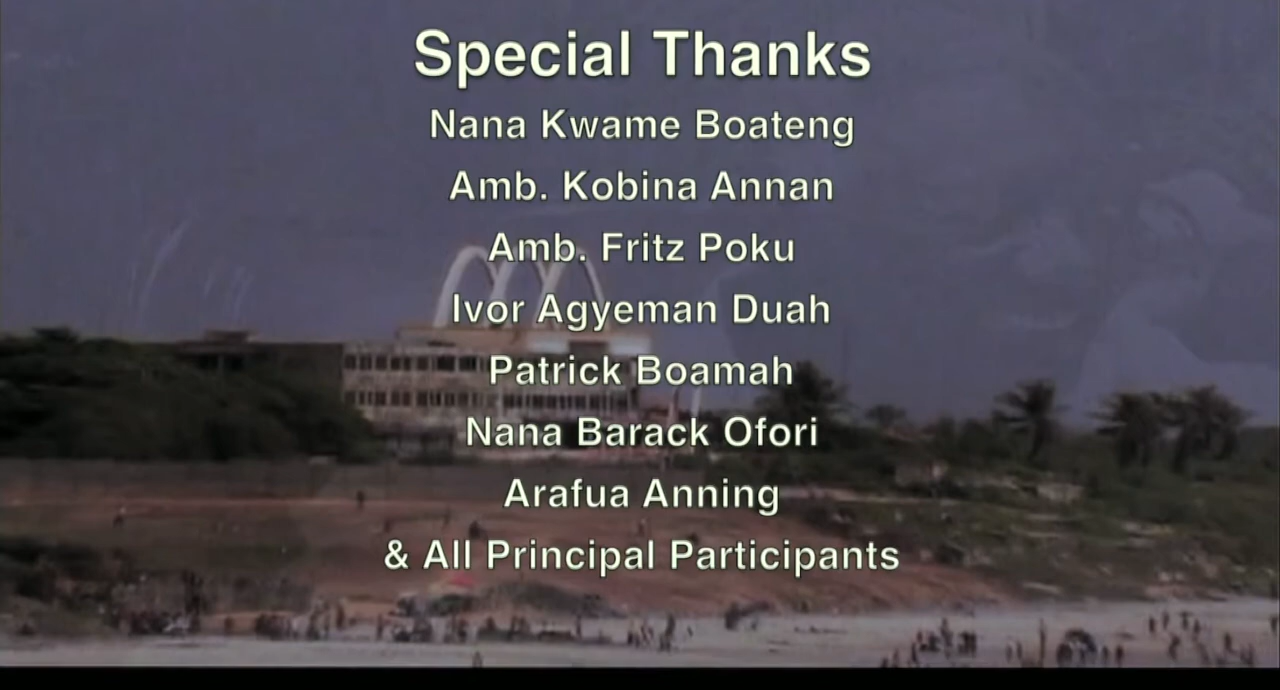 Special Thanks
Nana Kwame Boateng
Amb. Kobina Annan
Amb. Fritz Poku
Ivor Agyeman Duah
Patrick Boamah
Nana Barack Ofori
Arafua Anning
& All Principal Participants